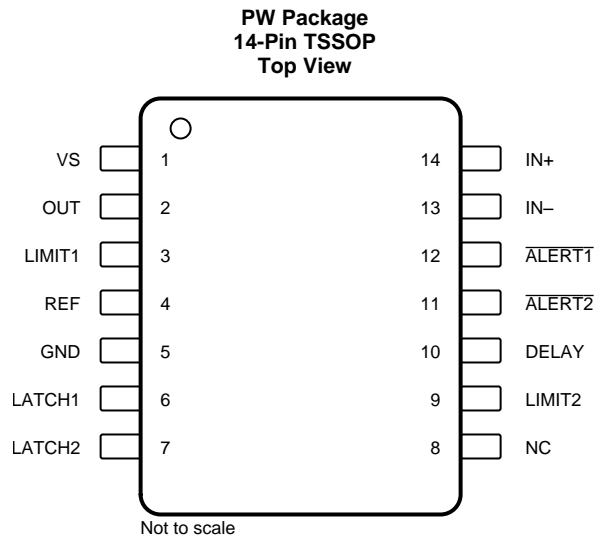 PW Package
14-Pin TSSOP
Top View
VS 1 14 IN+
OUT 2 13 IN–
LIMIT1 3 12 ALERT1
REF 4 11 ALERT2
GND 5 10 DELAY
LATCH1 6 9 LIMIT2
LATCH2 7 8 NC
Not to scale